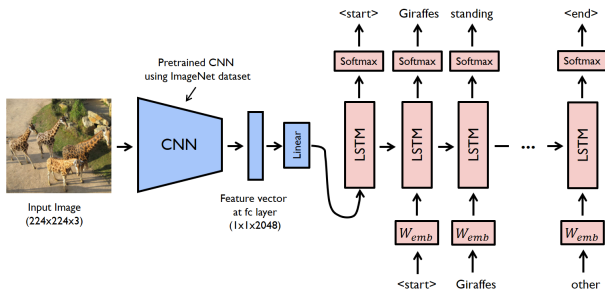 <start> Giraffes standing <end>
Softmax Softmax Softmax Softmax
Pretrained CNN
using ImageNet dataset
CNN
Linear
LSTM LSTM LSTM ... LSTM
Input Image
(224x224x3)
Feature vector
at fc layer
(1x1x2048)
W_emb W_emb W_emb
<start> Giraffes other